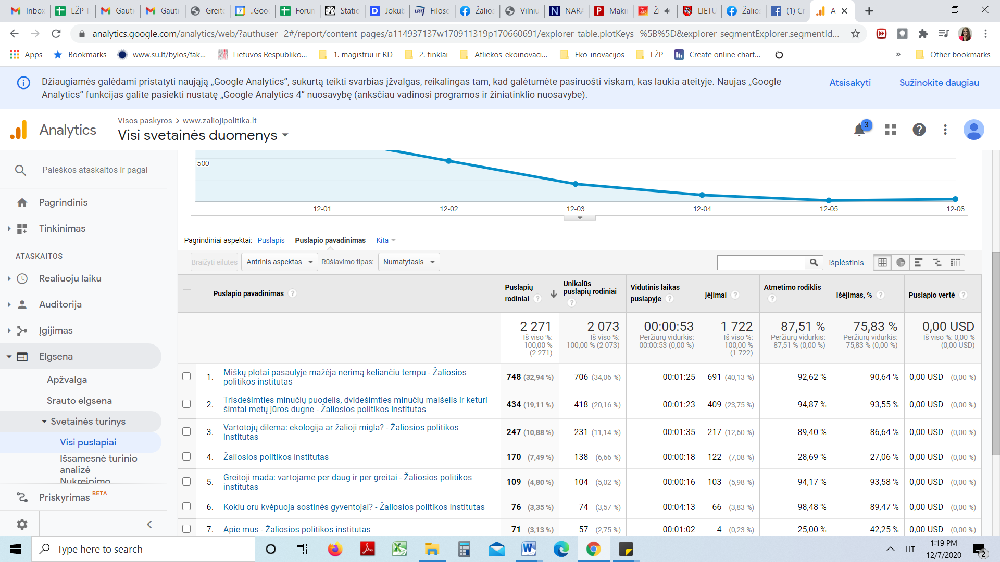 Inbox
LŽP T
Gauti
Gauti
Greito
„Goo
Forum
Statio
Jokub
Filoso
Žalios
Vilniu
NARA
Makin
Ži
LIETU
Žalios
(1) Cr
A
analytics.google.com/analytics/web/?authuser=2#/report/content-pages/a114937137w170911319p170660691/explorer-table.plotKeys=%5B%5D&explorer-segmentExplorer.segmentId...
Apps
Bookmarks
www.su.lt/bylos/fak...
Lietuvos Respubliko...
1. magistrui ir RD
2. tinklai
Atliekos-ekoinovaci...
Eko-inovacijos
LŽP
Create online chart...
»
Other bookmarks
Džiaugiamės galėdami pristatyti naująją „Google Analytics“, sukurtą teikti svarbias įžvalgas, reikalingas tam, kad galėtumėte pasiruošti viskam, kas laukia ateityje. Naujas „Google
Analytics“ funkcijas galite pasiekti nustatę „Google Analytics 4“ nuosavybę (anksčiau vadinosi programos ir žiniatinklio nuosavybe).
Atsisakyti
Sužinokite daugiau
Analytics
Visos paskyros > www.zaliojipolitika.lt
Visi svetainės duomenys
3
Paieškos ataskaitos ir pagal
Pagrindinis
Tinkinimas
ATASKAITOS
Realiuoju laiku
Auditorija
Įgijimas
Elgsena
Apžvalga
Srauto elgsena
Svetainės turinys
Visi puslapiai
Išsamesnė turinio
analizė
Nukreipimo
Priskyrimas BETA
500
... 12-01 12-02 12-03 12-04 12-05 12-06
Pagrindiniai aspektai: Puslapis Puslapio pavadinimas Kita
Braižyti eilutes Antrinis aspektas Rūšiavimo tipas: Numatytasis išplėstinis
Puslapio pavadinimas ?
Puslapių
rodiniai ?
Unikalūs
puslapių rodiniai
?
Vidutinis laikas
puslapyje ?
Įėjimai ?
Atmetimo rodiklis
?
Išėjimas, % ?
Puslapio vertė ?
2 271
Iš viso %:
100,00 %
(2 271)
2 073
Iš viso %:
100,00 % (2 073)
00:00:53
Peržiūrų vidurkis:
00:00:53 (0,00 %)
1 722
Iš viso %:
100,00 %
(1 722)
87,51 %
Peržiūrų vidurkis:
87,51 % (0,00 %)
75,83 %
Peržiūrų vidurkis:
75,83 % (0,00 %)
0,00 USD
Iš viso %: 0,00 %
(0,00 USD)
1. Miškų plotai pasaulyje mažėja nerimą keliančiu tempu - Žaliosios
politikos institutas
748 (32,94 %) 706 (34,06 %) 00:01:25 691 (40,13 %) 92,62 % 90,64 % 0,00 USD (0,00 %)
2. Trisdešimties minučių puodelis, dvidešimties minučių maišelis ir keturi
šimtai metų jūros dugne - Žaliosios politikos institutas
434 (19,11 %) 418 (20,16 %) 00:01:23 409 (23,75 %) 94,87 % 93,55 % 0,00 USD (0,00 %)
3. Vartotojų dilema: ekologija ar žalioji migla? - Žaliosios politikos
institutas
247 (10,88 %) 231 (11,14 %) 00:01:35 217 (12,60 %) 89,40 % 86,64 % 0,00 USD (0,00 %)
4. Žaliosios politikos institutas 170 (7,49 %) 138 (6,66 %) 00:00:18 122 (7,08 %) 28,69 % 27,06 % 0,00 USD (0,00 %)
5. Greitoji mada: vartojame per daug ir per greitai - Žaliosios politikos
institutas
109 (4,80 %) 104 (5,02 %) 00:00:16 103 (5,98 %) 94,17 % 93,58 % 0,00 USD (0,00 %)
6. Kokiu oru kvėpuoja sostinės gyventojai? - Žaliosios politikos institutas 76 (3,35 %) 74 (3,57 %) 00:04:13 66 (3,83 %) 98,48 % 89,47 % 0,00 USD (0,00 %)
7. Apie mus - Žaliosios politikos institutas 71 (3,13 %) 57 (2,75 %) 00:01:02 4 (0,23 %) 25,00 % 42,25 % 0,00 USD (0,00 %)
Type here to search
LIT
1:19 PM
12/7/2020
2